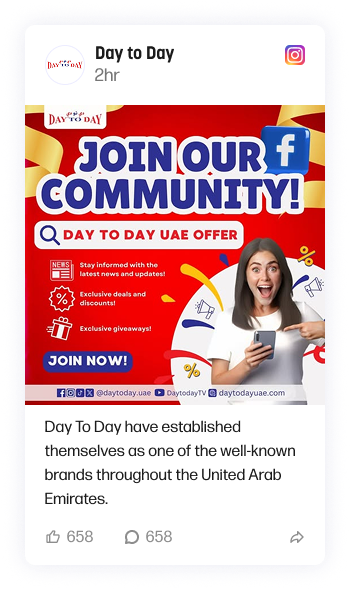 DAY TO DAY
Day to Day
2hr
DAY TO DAY
JOIN OUR
COMMUNITY!
DAY TO DAY UAE OFFER
NEWS
Stay informed with the
latest news and updates!
%
Exclusive deals and
discounts!
Exclusive giveaways!
JOIN NOW!
%
%
f
@daytoday.uae DaytodayTV daytodayuae.com
Day To Day have established
themselves as one of the well-known
brands throughout the United Arab
Emirates.
658 658